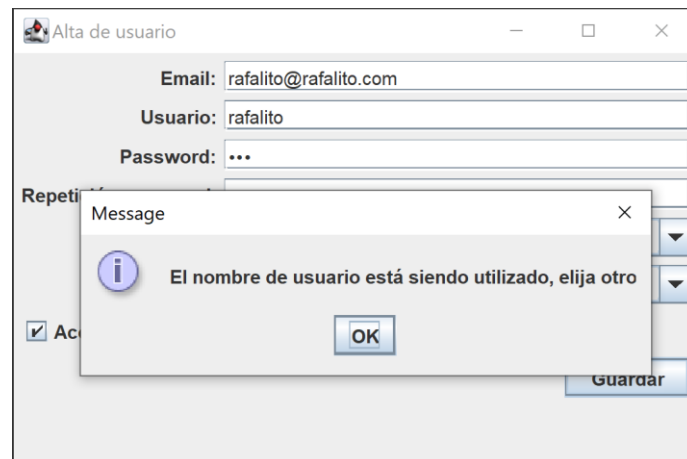 Alta de usuario
Email: rafalito@rafalito.com
Usuario: rafalito
Password: •••
Message
El nombre de usuario está siendo utilizado, elija otro
OK
Guardar